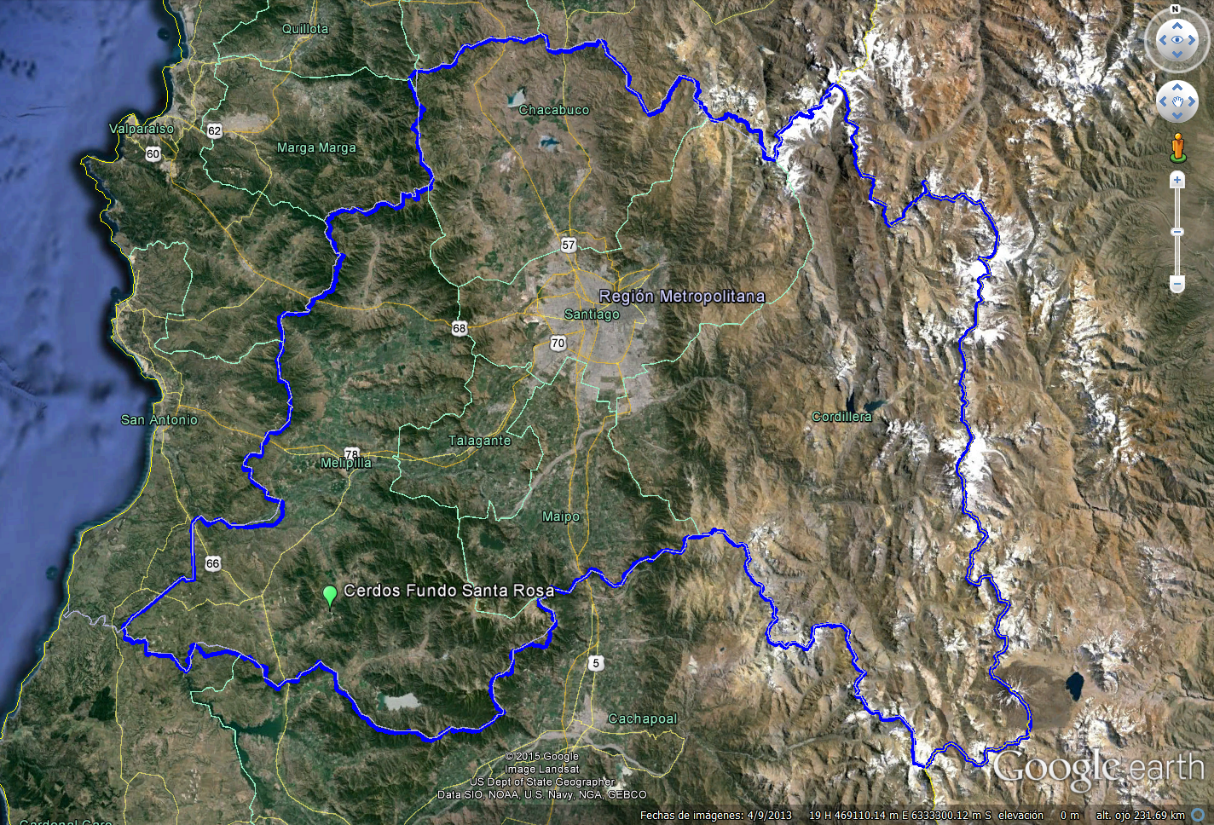 N
Quillota
Chacabuco
Valparaiso
62
60
Marga Marga
57
Región Metropolitana
Santiago
68
70
San Antonio
Cordillera
Talagante
78
Melipilla
Maipo
66
Cerdos Fundo Santa Rosa
5
Cachapoal
© 2015 Google
Image Landsat
US Dept of State Geographer
Data SIO, NOAA, U.S. Navy, NGA, GEBCO
Google earth
Cardenal Caro
Fechas de imágenes: 4/9/2013 19 H 469110.14 m E 6333300.12 m S elevación 0 m alt. ojo 231.69 km